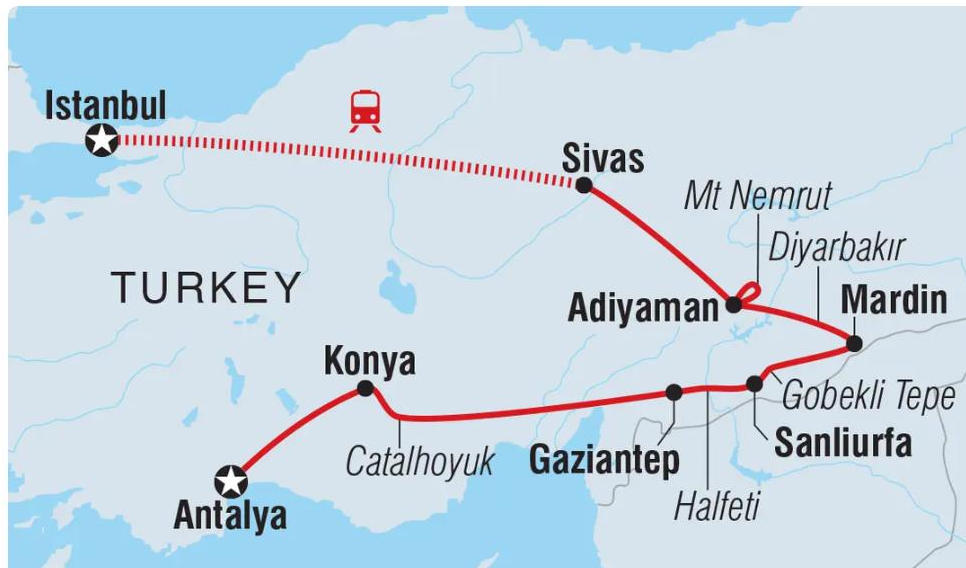 Istanbul
Sivas
Mt Nemrut
Diyarbakır
TURKEY
Adiyaman
Mardin
Konya
Gobekli Tepe
Catalhoyuk
Gaziantep
Sanliurfa
Halfeti
Antalya